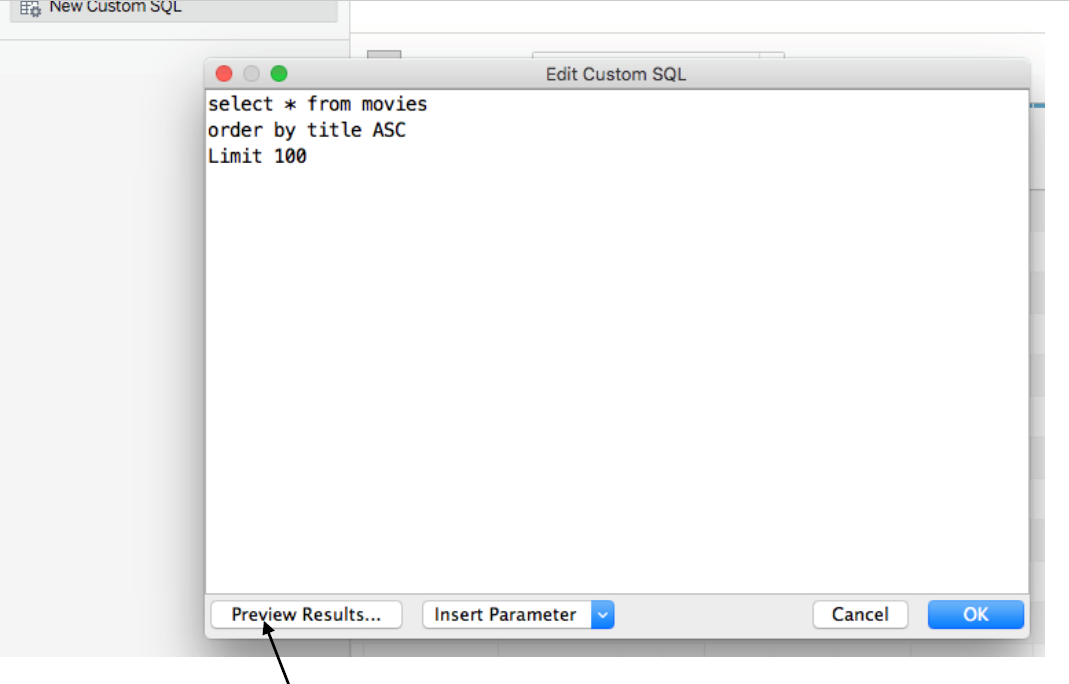 New Custom SQL
Edit Custom SQL
select * from movies
order by title ASC
Limit 100
Preview Results...
Insert Parameter
Cancel
OK